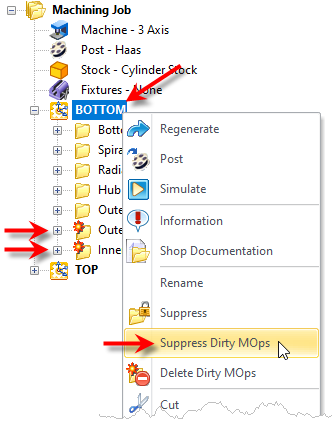 Machining Job
Machine - 3 Axis
Post - Haas
Stock - Cylinder Stock
Fixtures - None
BOTTOM
Botto
Spira
Radi
Hub
Oute
Oute
Inne
TOP
Regenerate
Post
Simulate
Information
Shop Documentation
Rename
Suppress
Suppress Dirty MOps
Delete Dirty MOps
Cut